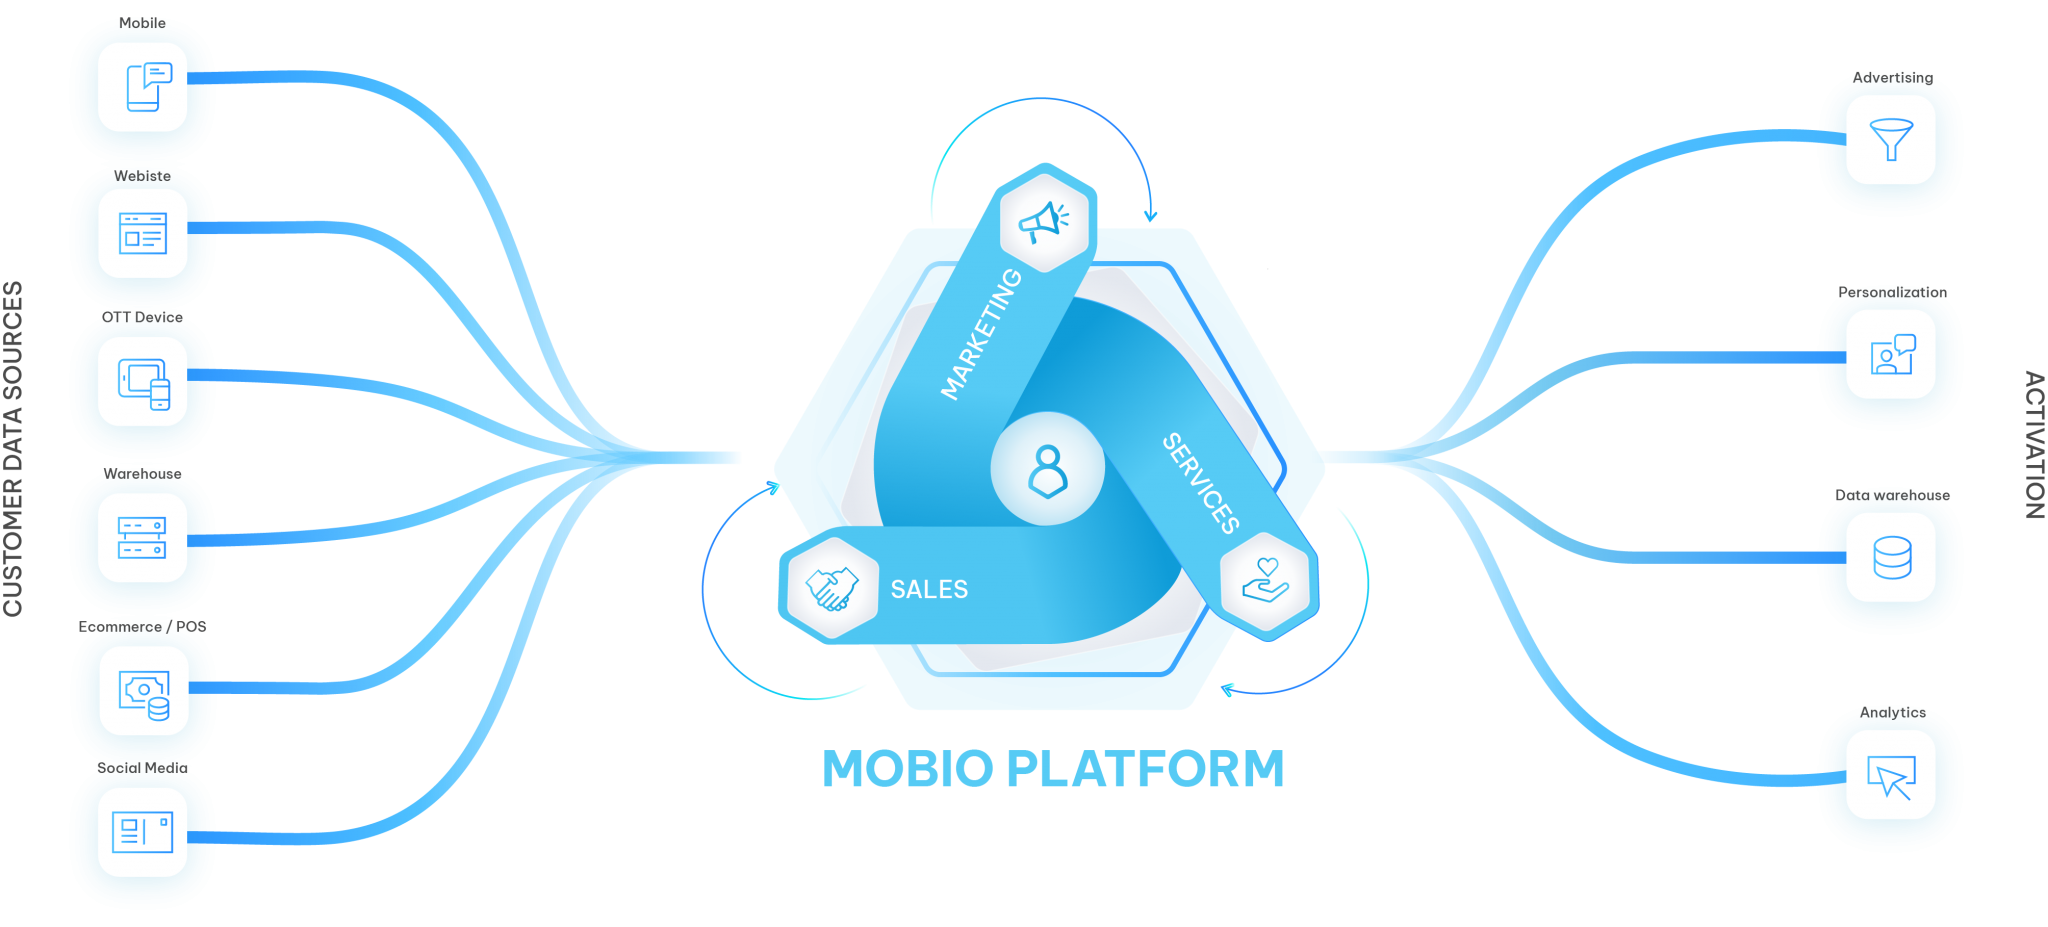 CUSTOMER DATA SOURCES
Mobile
Webiste
OTT Device
Warehouse
Ecommerce / POS
Social Media
MARKETING
SERVICES
SALES
MOBIO PLATFORM
Advertising
Personalization
Data warehouse
Analytics
ACTIVATION